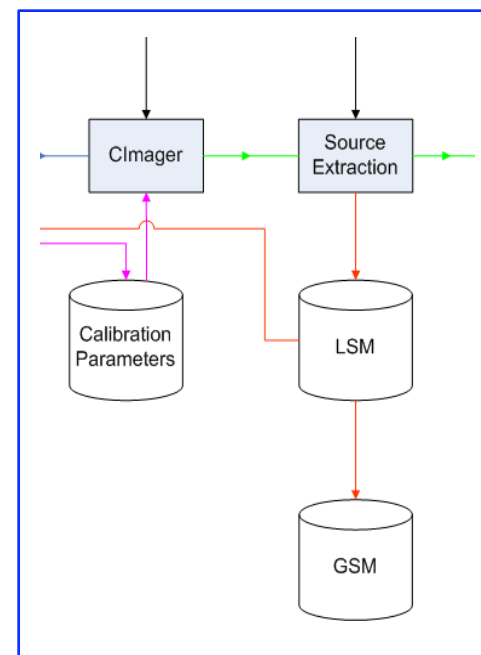 CImager
Source
Extraction
Calibration
Parameters
LSM
GSM